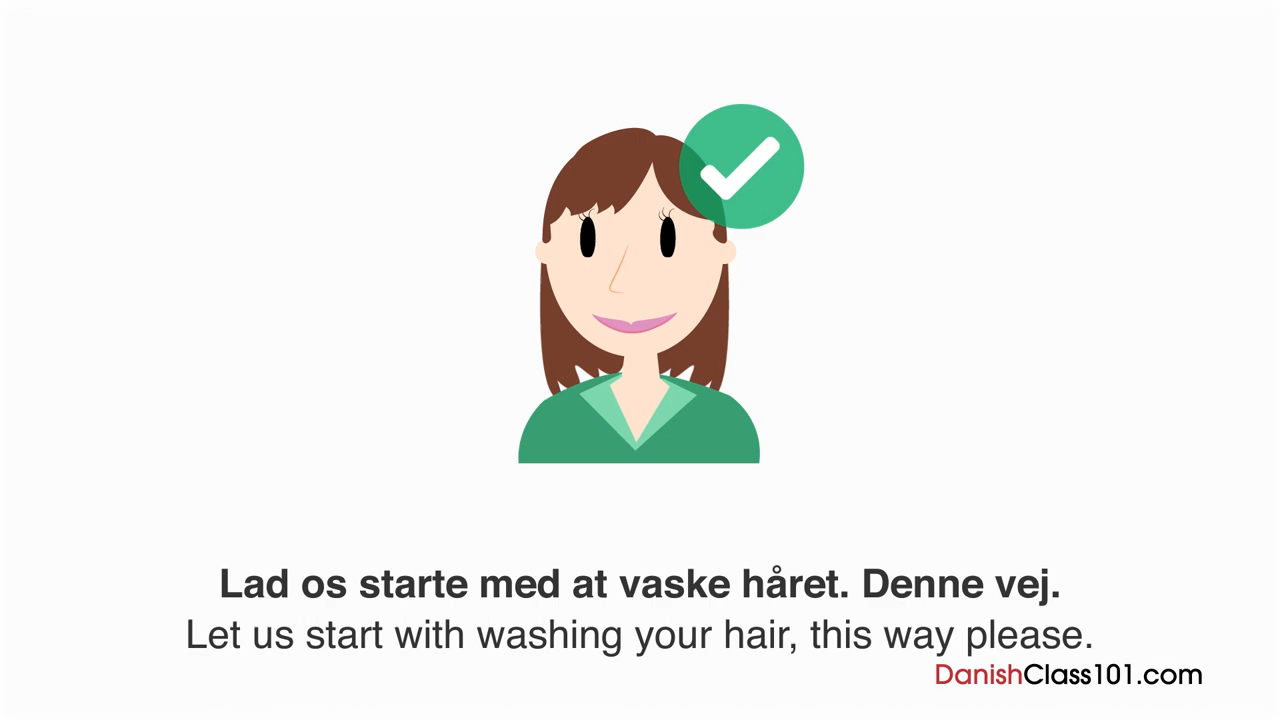 Lad os starte med at vaske håret. Denne vej.
Let us start with washing your hair, this way please.
DanishClass101.com